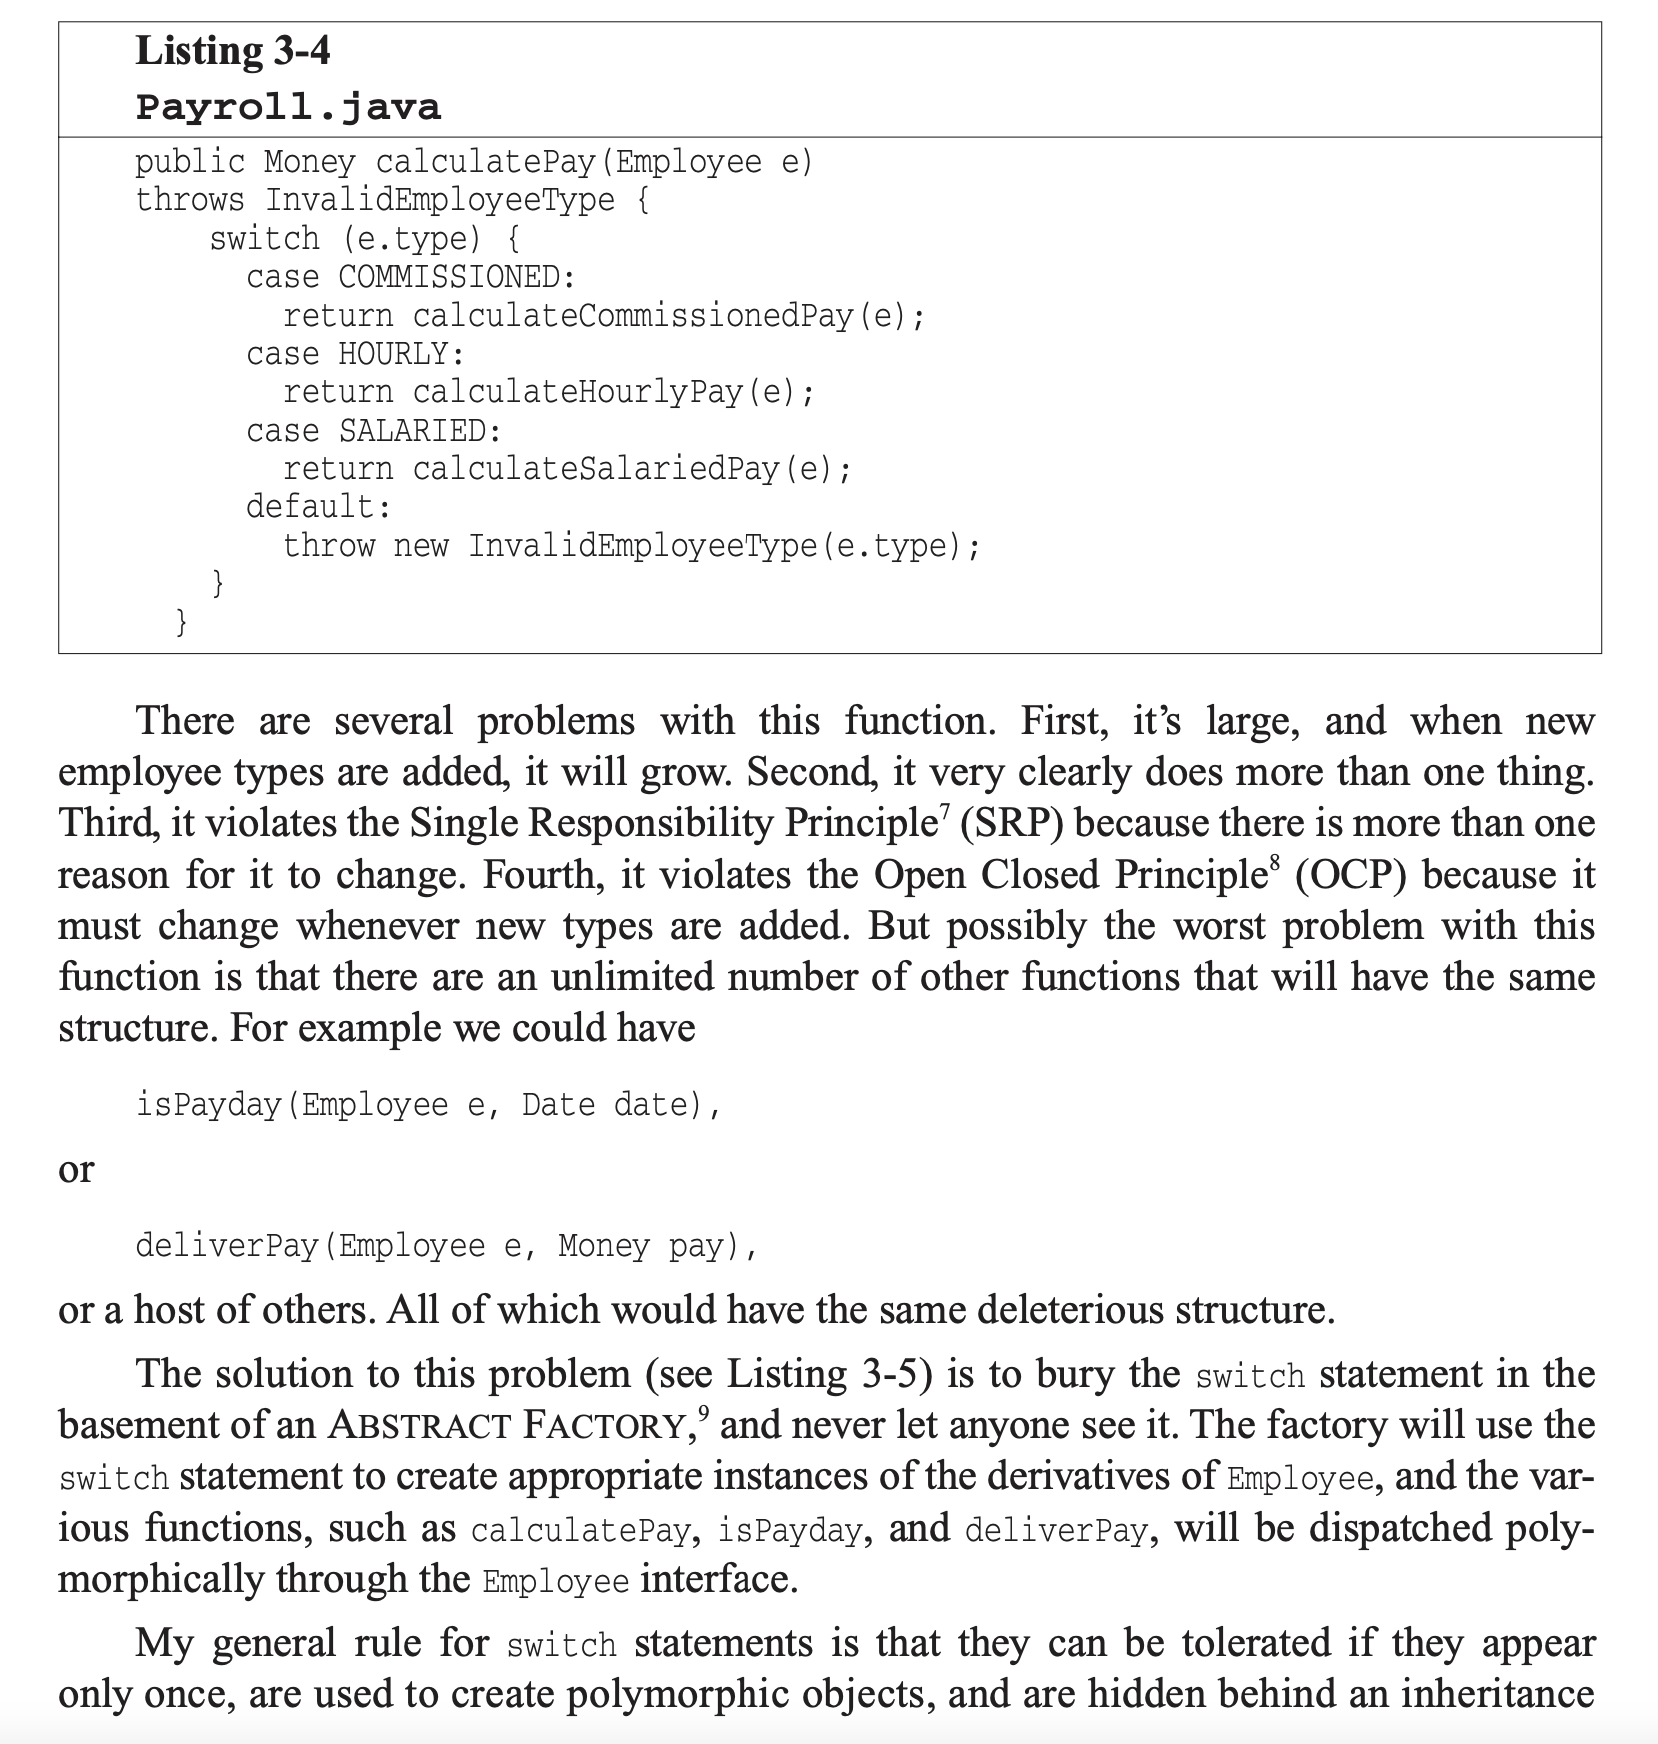 Listing 3-4
Payroll.java
public Money calculatePay(Employee e)
throws InvalidEmployeeType {
    switch (e.type) {
      case COMMISSIONED:
        return calculateCommissionedPay(e);
      case HOURLY:
        return calculateHourlyPay(e);
      case SALARIED:
        return calculateSalariedPay(e);
      default:
        throw new InvalidEmployeeType(e.type);
    }
  }
There are several problems with this function. First, it’s large, and when new
employee types are added, it will grow. Second, it very clearly does more than one thing.
Third, it violates the Single Responsibility Principle⁷ (SRP) because there is more than one
reason for it to change. Fourth, it violates the Open Closed Principle⁸ (OCP) because it
must change whenever new types are added. But possibly the worst problem with this
function is that there are an unlimited number of other functions that will have the same
structure. For example we could have
isPayday(Employee e, Date date),
or
deliverPay(Employee e, Money pay),
or a host of others. All of which would have the same deleterious structure.
The solution to this problem (see Listing 3-5) is to bury the switch statement in the
basement of an ABSTRACT FACTORY,⁹ and never let anyone see it. The factory will use the
switch statement to create appropriate instances of the derivatives of Employee, and the var-
ious functions, such as calculatePay, isPayday, and deliverPay, will be dispatched poly-
morphically through the Employee interface.
My general rule for switch statements is that they can be tolerated if they appear
only once, are used to create polymorphic objects, and are hidden behind an inheritance